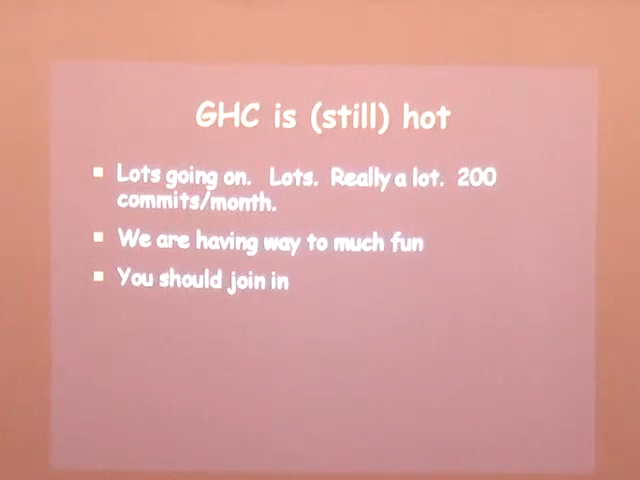 GHC is (still) hot
Lots going on. Lots. Really a lot. 200
commits/month.
We are having way to much fun
You should join in